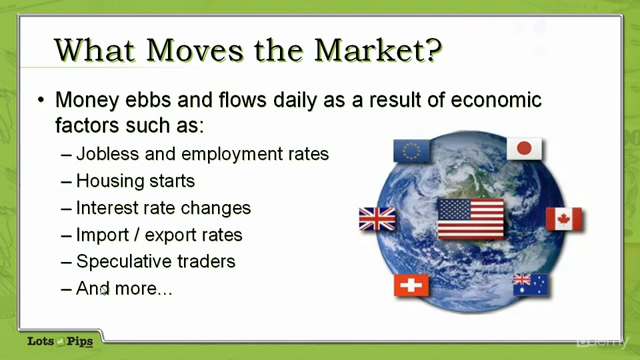 What Moves the Market?
• Money ebbs and flows daily as a result of economic
factors such as:
– Jobless and employment rates
– Housing starts
– Interest rate changes
– Import / export rates
– Speculative traders
– And more...
Lots of Pips